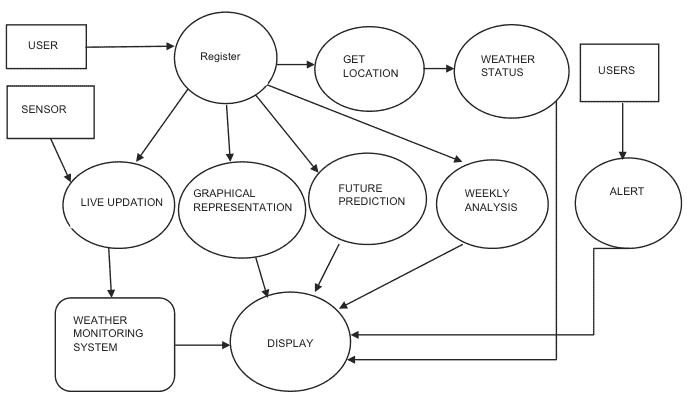 USER
Register
GET
LOCATION
WEATHER
STATUS
USERS
SENSOR
LIVE UPDATION
GRAPHICAL
REPRESENTATION
FUTURE
PREDICTION
WEEKLY
ANALYSIS
ALERT
WEATHER
MONITORING
SYSTEM
DISPLAY